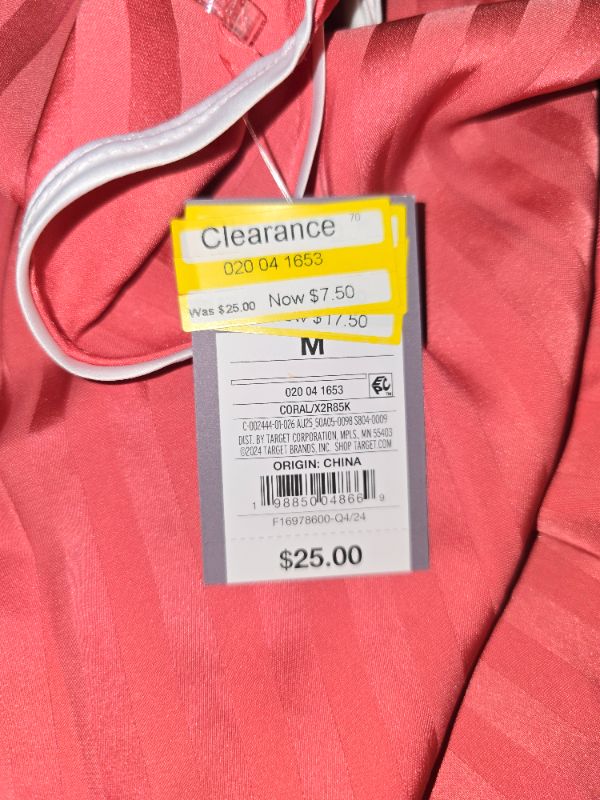 Clearance 70
020 04 1653
Was $25.00 Now $7.50
$17.50
M
020 04 1653
CORAL/X2R85K
C-002444-01-026 AU25 S0A05-0098 S804-0009
DIST. BY TARGET CORPORATION, MPLS, MN 55403
©2024 TARGET BRANDS, INC. SHOP TARGET.COM
ORIGIN: CHINA
1 98850 04866 9
F16978600-Q4/24
$25.00